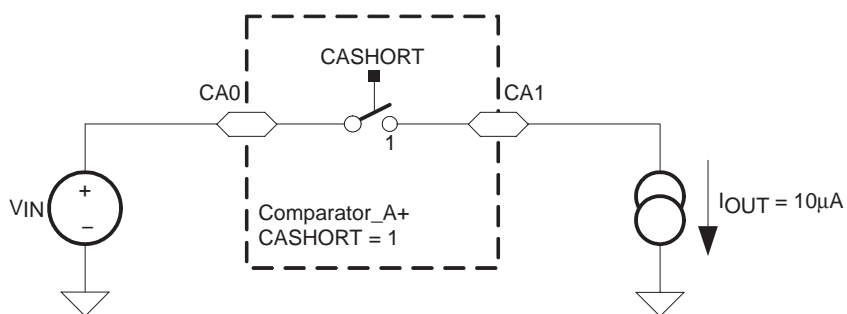 CASHORT
CA0
CA1
1
VIN
+
−
Comparator_A+
CASHORT = 1
IOUT = 10µA